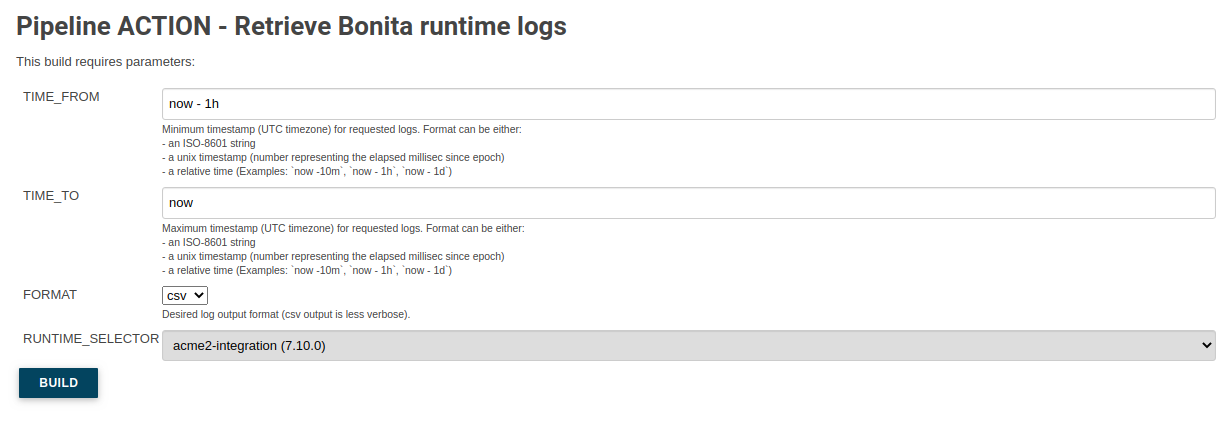 Pipeline ACTION - Retrieve Bonita runtime logs
This build requires parameters:
TIME_FROM
now - 1h
Minimum timestamp (UTC timezone) for requested logs. Format can be either:
- an ISO-8601 string
- a unix timestamp (number representing the elapsed millisec since epoch)
- a relative time (Examples: `now -10m`, `now - 1h`, `now - 1d`)
TIME_TO
now
Maximum timestamp (UTC timezone) for requested logs. Format can be either:
- an ISO-8601 string
- a unix timestamp (number representing the elapsed millisec since epoch)
- a relative time (Examples: `now -10m`, `now - 1h`, `now - 1d`)
FORMAT
csv
Desired log output format (csv output is less verbose).
RUNTIME_SELECTOR
acme2-integration (7.10.0)
BUILD